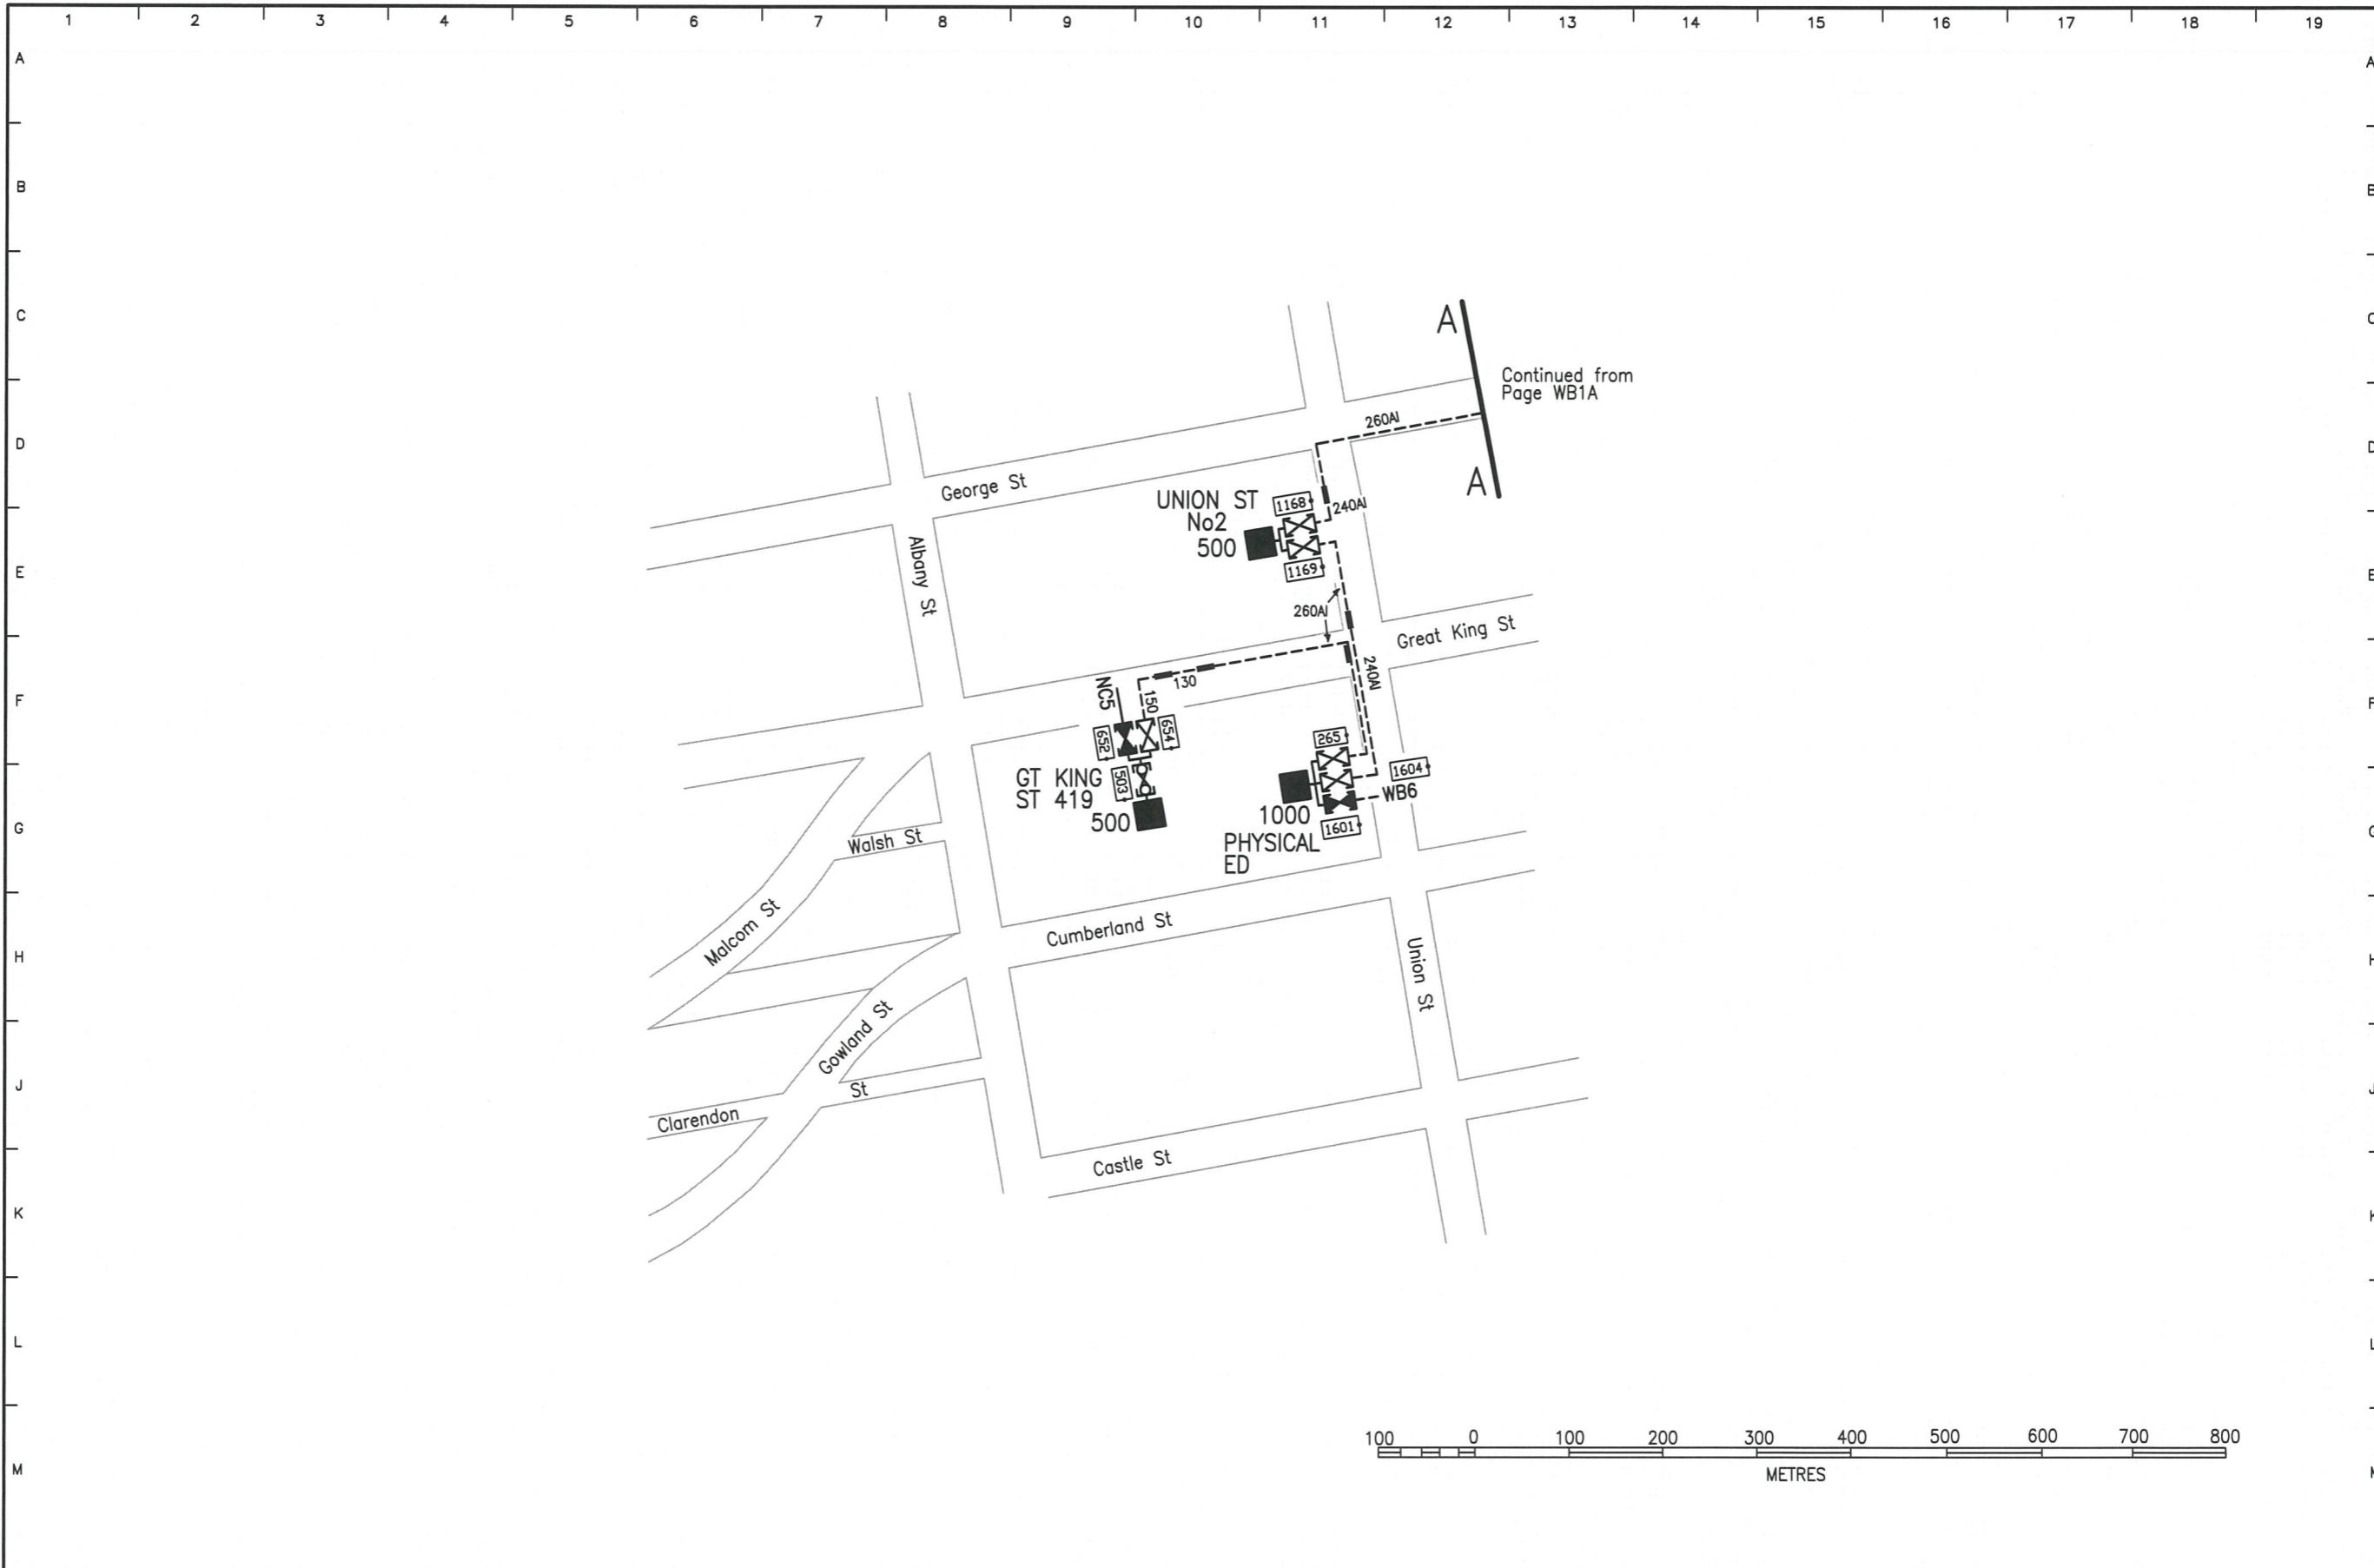 1 2 3 4 5 6 7 8 9 10 11 12 13 14 15 16 17 18 19
A A
B B
C
A
Continued from
Page WB1A
260Al
D D
A
George St
UNION ST
No2
500
1168
240Al
1169
Albany St
E E
260Al
Great King St
240Al
130
150
NC5
F F
652
654
265
1604
GT KING
ST 419
503
500
WB6
1000
1601
PHYSICAL
ED
G
Walsh St
Malcom St
Cumberland St
Union St
H H
Gowland St
St
J J
Clarendon
Castle St
K K
L L
100 0 100 200 300 400 500 600 700 800
METRES
M